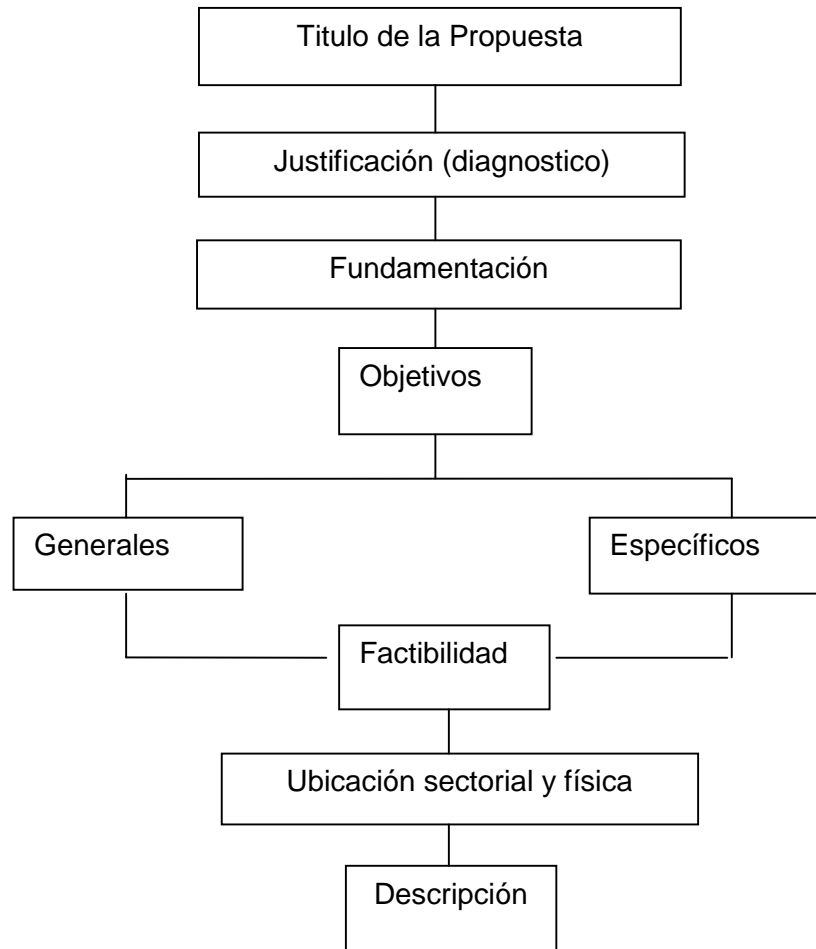 Titulo de la Propuesta
Justificación (diagnostico)
Fundamentación
Objetivos
Generales
Específicos
Factibilidad
Ubicación sectorial y física
Descripción